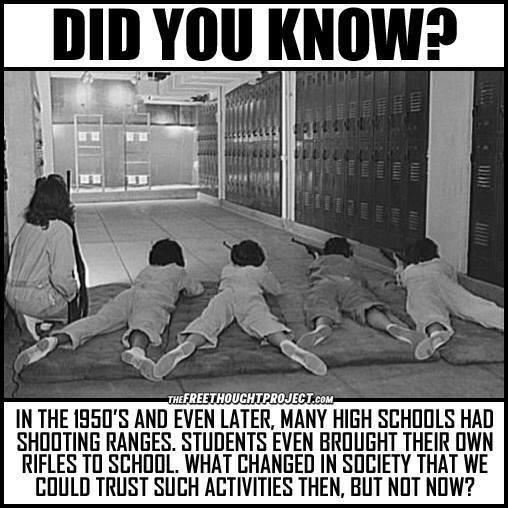 DID YOU KNOW?
THEFREETHOUGHTPROJECT.COM
IN THE 1950'S AND EVEN LATER, MANY HIGH SCHOOLS HAD
SHOOTING RANGES. STUDENTS EVEN BROUGHT THEIR OWN
RIFLES TO SCHOOL. WHAT CHANGED IN SOCIETY THAT WE
COULD TRUST SUCH ACTIVITIES THEN, BUT NOT NOW?